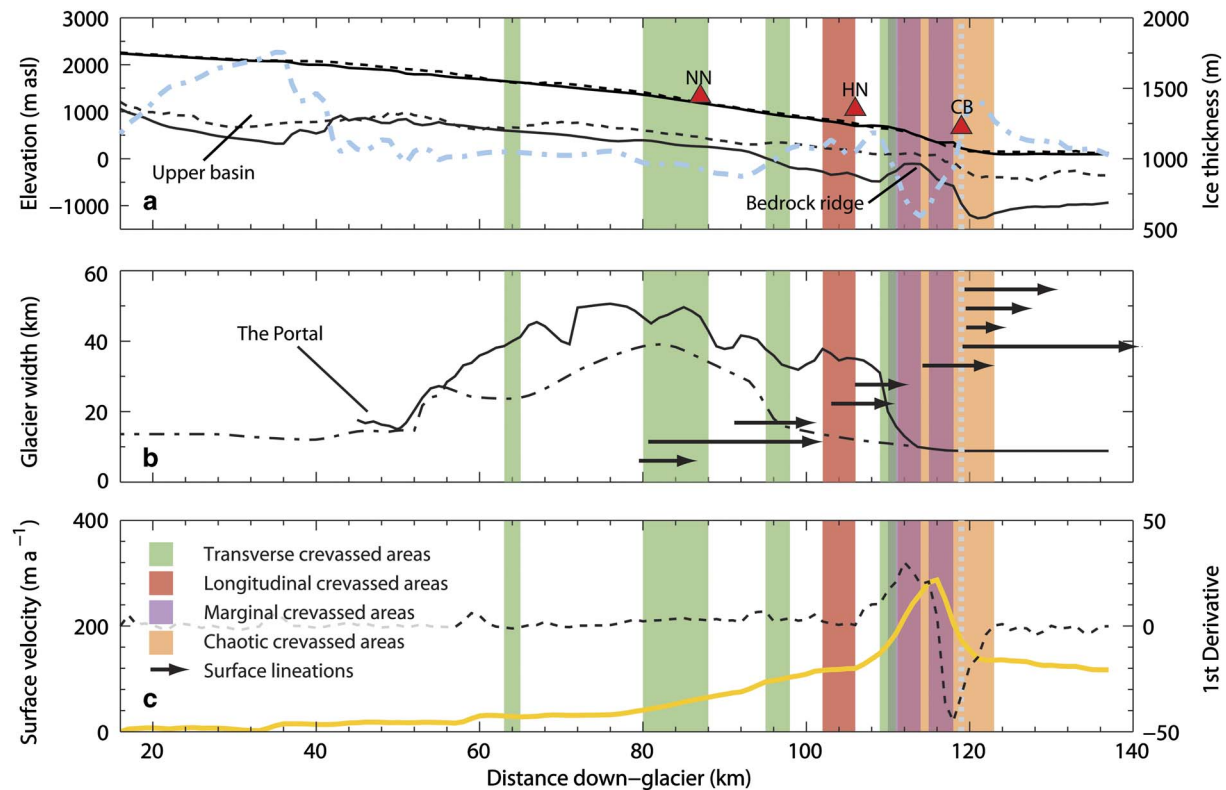 3000
2000
1000
0
−1000
Elevation (m asl)
2000
1500
1000
500
Ice thickness (m)
NN
HN
CB
Upper basin
Bedrock ridge
a
60
40
20
0
Glacier width (km)
The Portal
b
400
200
0
Surface velocity (m a⁻¹)
50
0
−50
1st Derivative
Transverse crevassed areas
Longitudinal crevassed areas
Marginal crevassed areas
Chaotic crevassed areas
Surface lineations
c
20 40 60 80 100 120 140
Distance down−glacier (km)